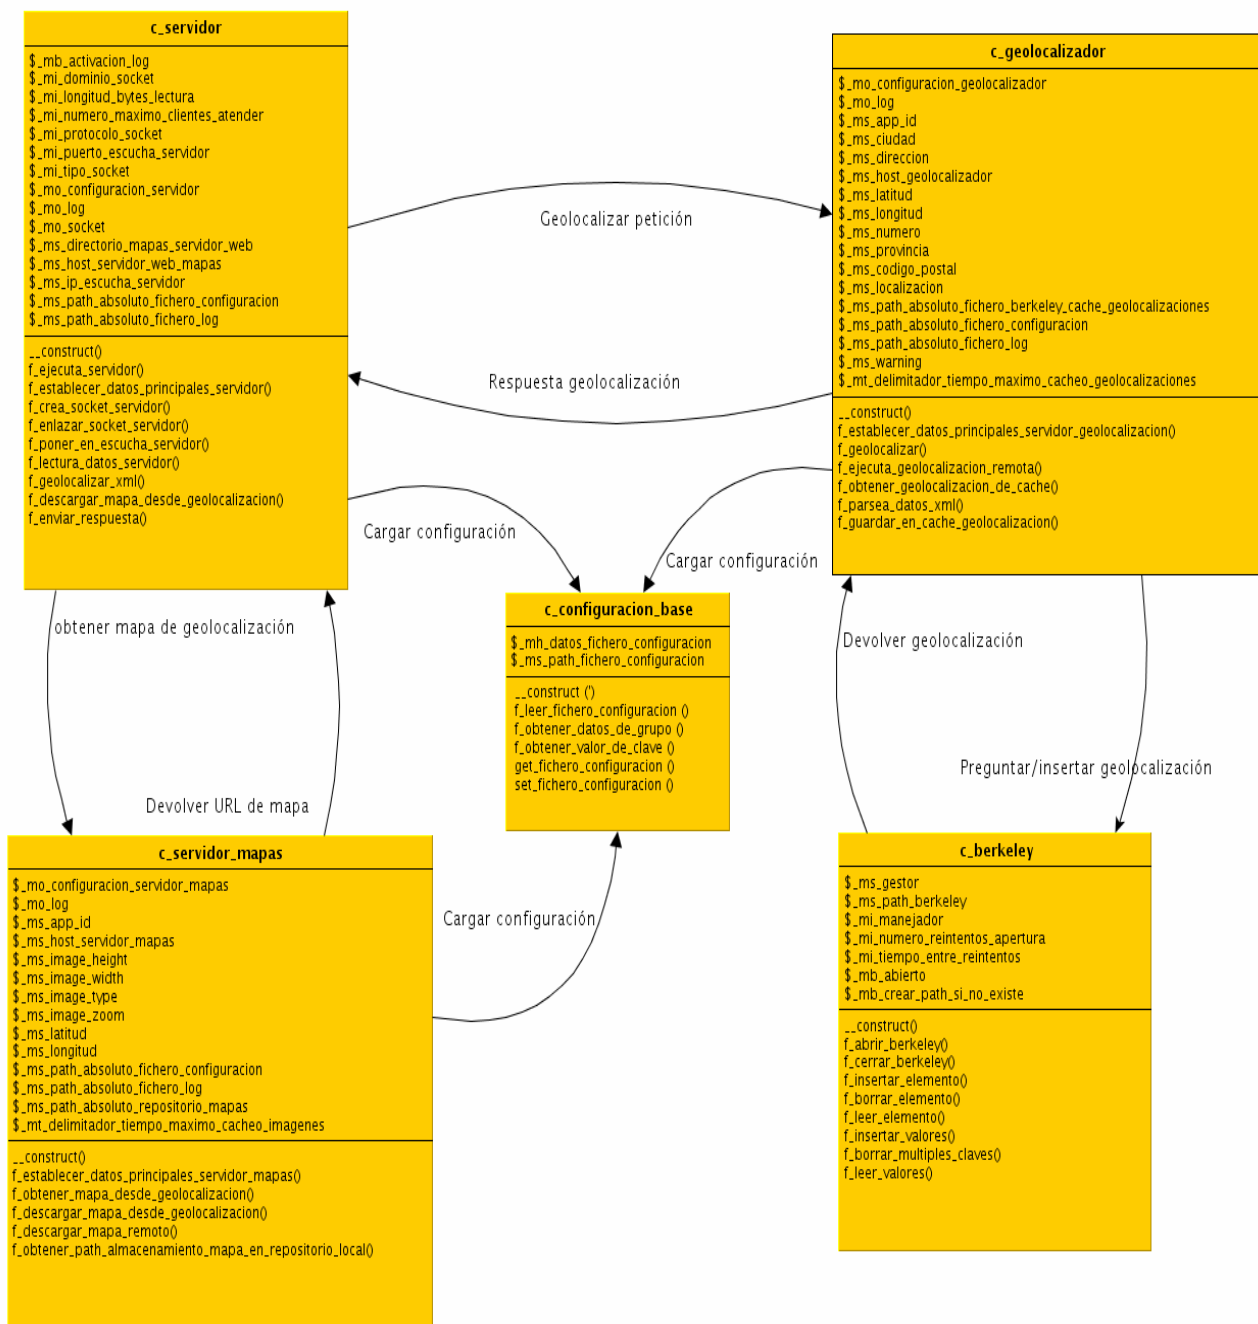 c_servidor
$_mb_activacion_log
$_mi_dominio_socket
$_mi_longitud_bytes_lectura
$_mi_numero_maximo_clientes_atender
$_mi_protocolo_socket
$_mi_puerto_escucha_servidor
$_mi_tipo_socket
$_mo_configuracion_servidor
$_mo_log
$_mo_socket
$_ms_directorio_mapas_servidor_web
$_ms_host_servidor_web_mapas
$_ms_ip_escucha_servidor
$_ms_path_absoluto_fichero_configuracion
$_ms_path_absoluto_fichero_log
__construct()
f_ejecuta_servidor()
f_establecer_datos_principales_servidor()
f_crea_socket_servidor()
f_enlazar_socket_servidor()
f_poner_en_escucha_servidor()
f_lectura_datos_servidor()
f_geolocalizar_xml()
f_descargar_mapa_desde_geolocalizacion()
f_enviar_respuesta()
c_geolocalizador
$_mo_configuracion_geolocalizador
$_mo_log
$_ms_app_id
$_ms_ciudad
$_ms_direccion
$_ms_host_geolocalizador
$_ms_latitud
$_ms_longitud
$_ms_numero
$_ms_provincia
$_ms_codigo_postal
$_ms_localizacion
$_ms_path_absoluto_fichero_berkeley_cache_geolocalizaciones
$_ms_path_absoluto_fichero_configuracion
$_ms_path_absoluto_fichero_log
$_ms_warning
$_mt_delimitador_tiempo_maximo_cacheo_geolocalizaciones
__construct()
f_establecer_datos_principales_servidor_geolocalizacion()
f_geolocalizar()
f_ejecuta_geolocalizacion_remota()
f_obtener_geolocalizacion_de_cache()
f_parsea_datos_xml()
f_guardar_en_cache_geolocalizacion()
Geolocalizar petición
Respuesta geolocalización
Cargar configuración
Cargar configuración
c_configuracion_base
$_mh_datos_fichero_configuracion
$_ms_path_fichero_configuracion
__construct (')
f_leer_fichero_configuracion ()
f_obtener_datos_de_grupo ()
f_obtener_valor_de_clave ()
get_fichero_configuracion ()
set_fichero_configuracion ()
obtener mapa de geolocalización
Devolver URL de mapa
Devolver geolocalización
Preguntar/insertar geolocalización
Cargar configuración
c_servidor_mapas
$_mo_configuracion_servidor_mapas
$_mo_log
$_ms_app_id
$_ms_host_servidor_mapas
$_ms_image_height
$_ms_image_width
$_ms_image_type
$_ms_image_zoom
$_ms_latitud
$_ms_longitud
$_ms_path_absoluto_fichero_configuracion
$_ms_path_absoluto_fichero_log
$_ms_path_absoluto_repositorio_mapas
$_mt_delimitador_tiempo_maximo_cacheo_imagenes
__construct()
f_establecer_datos_principales_servidor_mapas()
f_obtener_mapa_desde_geolocalizacion()
f_descargar_mapa_desde_geolocalizacion()
f_descargar_mapa_remoto()
f_obtener_path_almacenamiento_mapa_en_repositorio_local()
c_berkeley
$_ms_gestor
$_ms_path_berkeley
$_mi_manejador
$_mi_numero_reintentos_apertura
$_mi_tiempo_entre_reintentos
$_mb_abierto
$_mb_crear_path_si_no_existe
__construct()
f_abrir_berkeley()
f_cerrar_berkeley()
f_insertar_elemento()
f_borrar_elemento()
f_leer_elemento()
f_insertar_valores()
f_borrar_multiples_claves()
f_leer_valores()